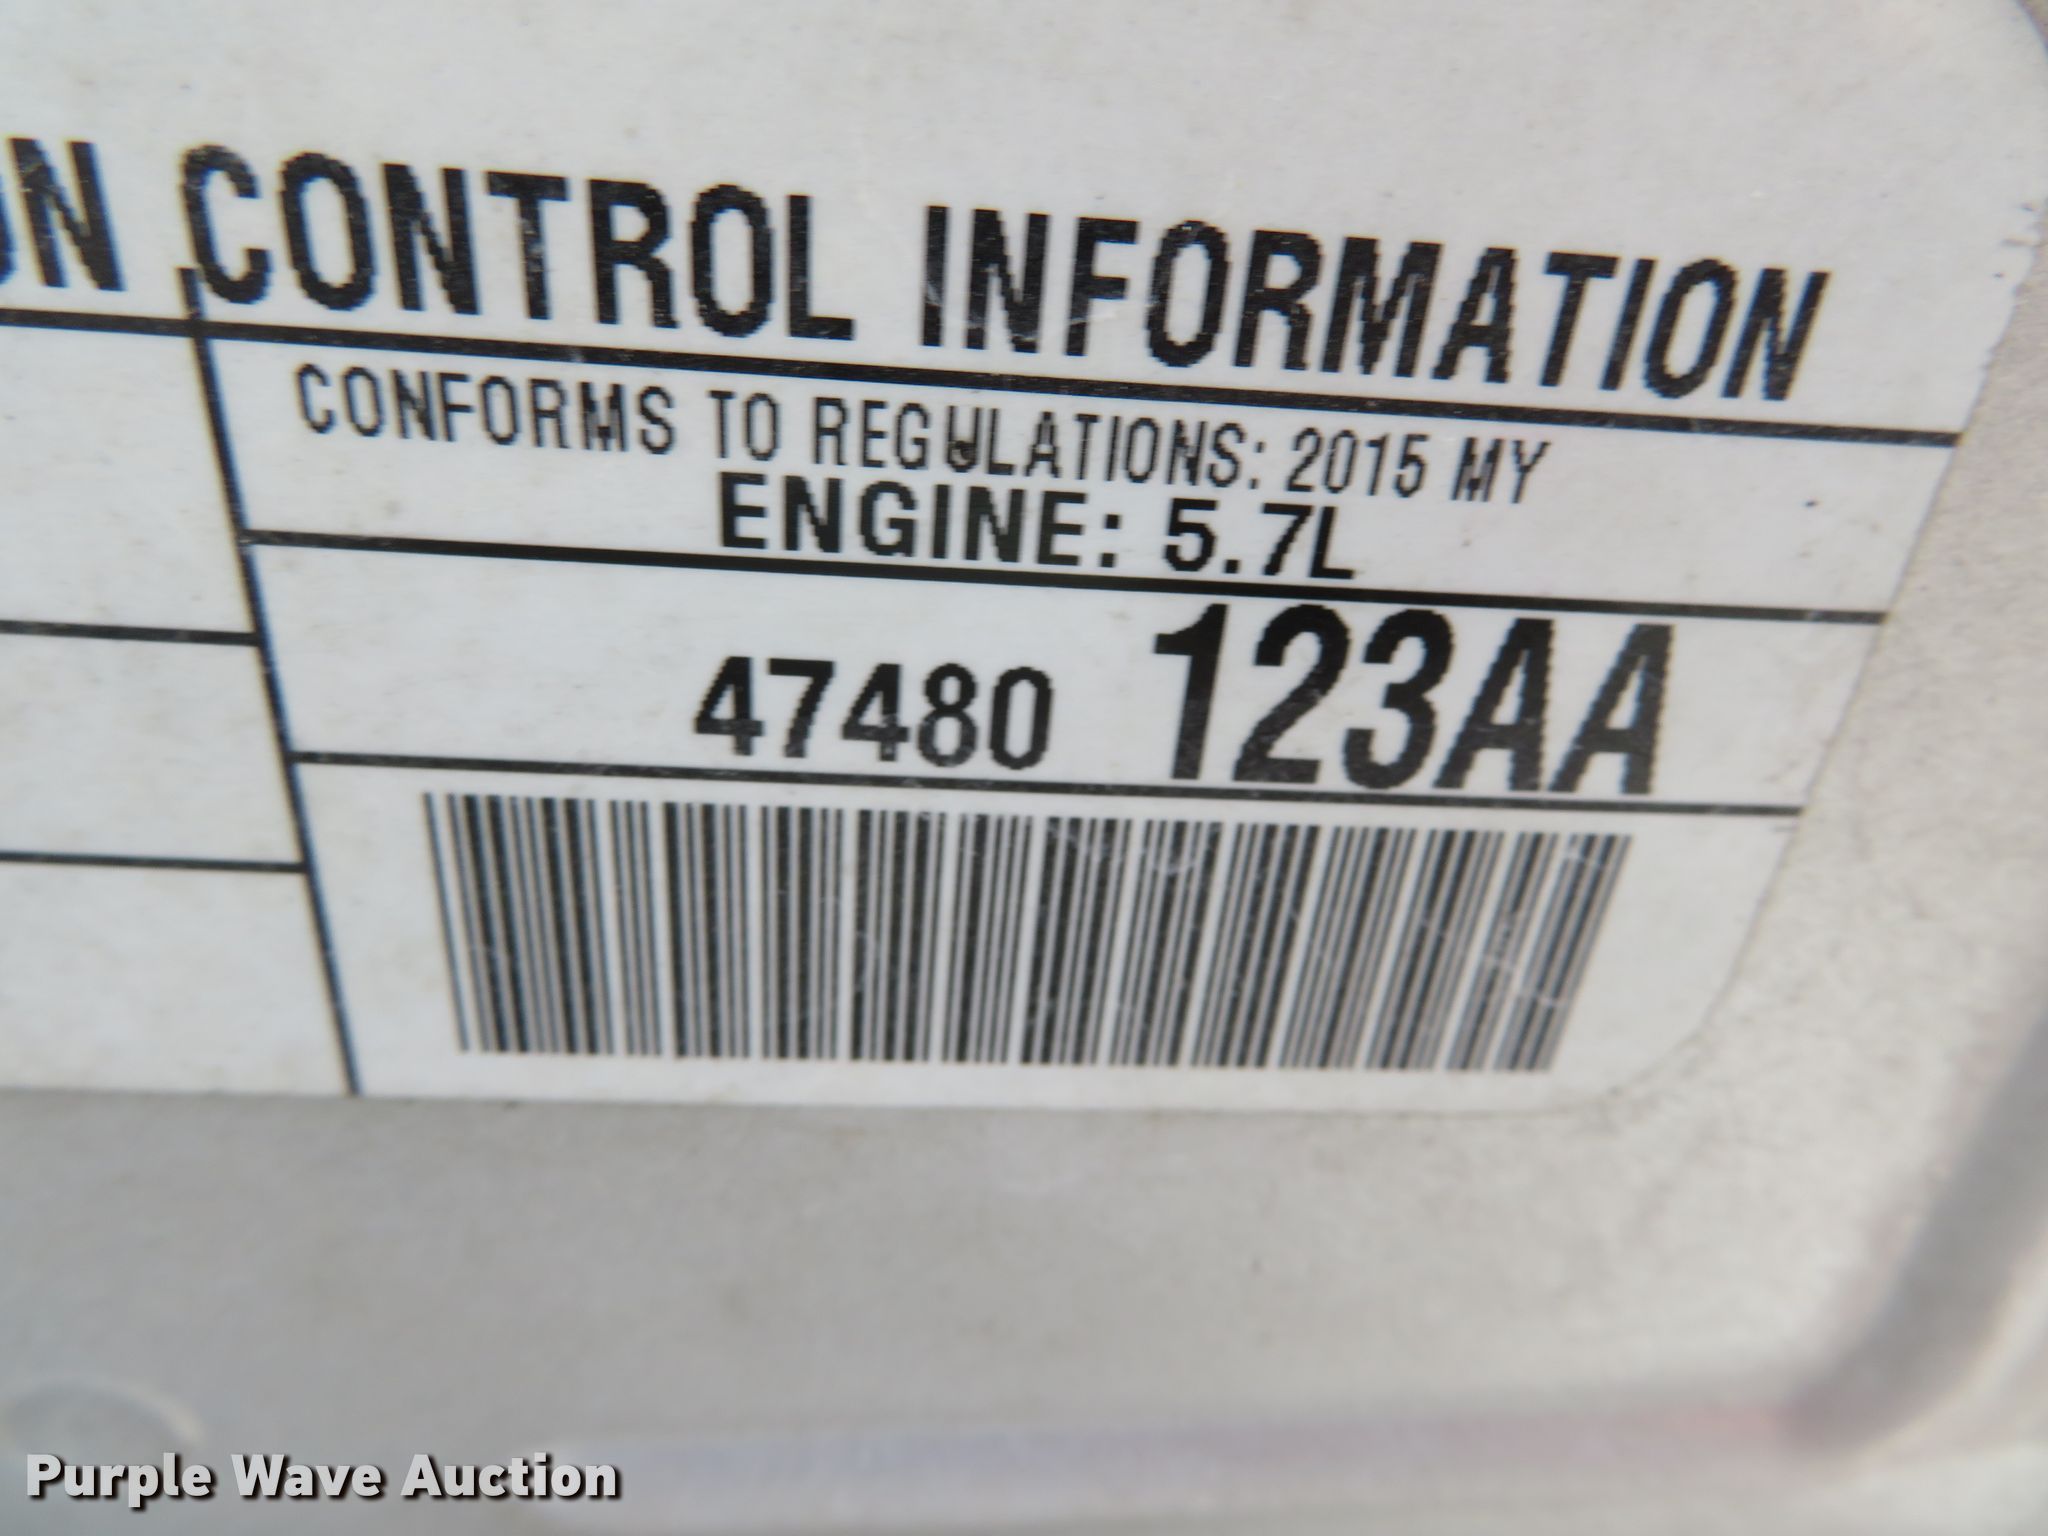 ON CONTROL INFORMATION
CONFORMS TO REGULATIONS: 2015 MY
ENGINE: 5.7L
47480 123AA
Purple Wave Auction